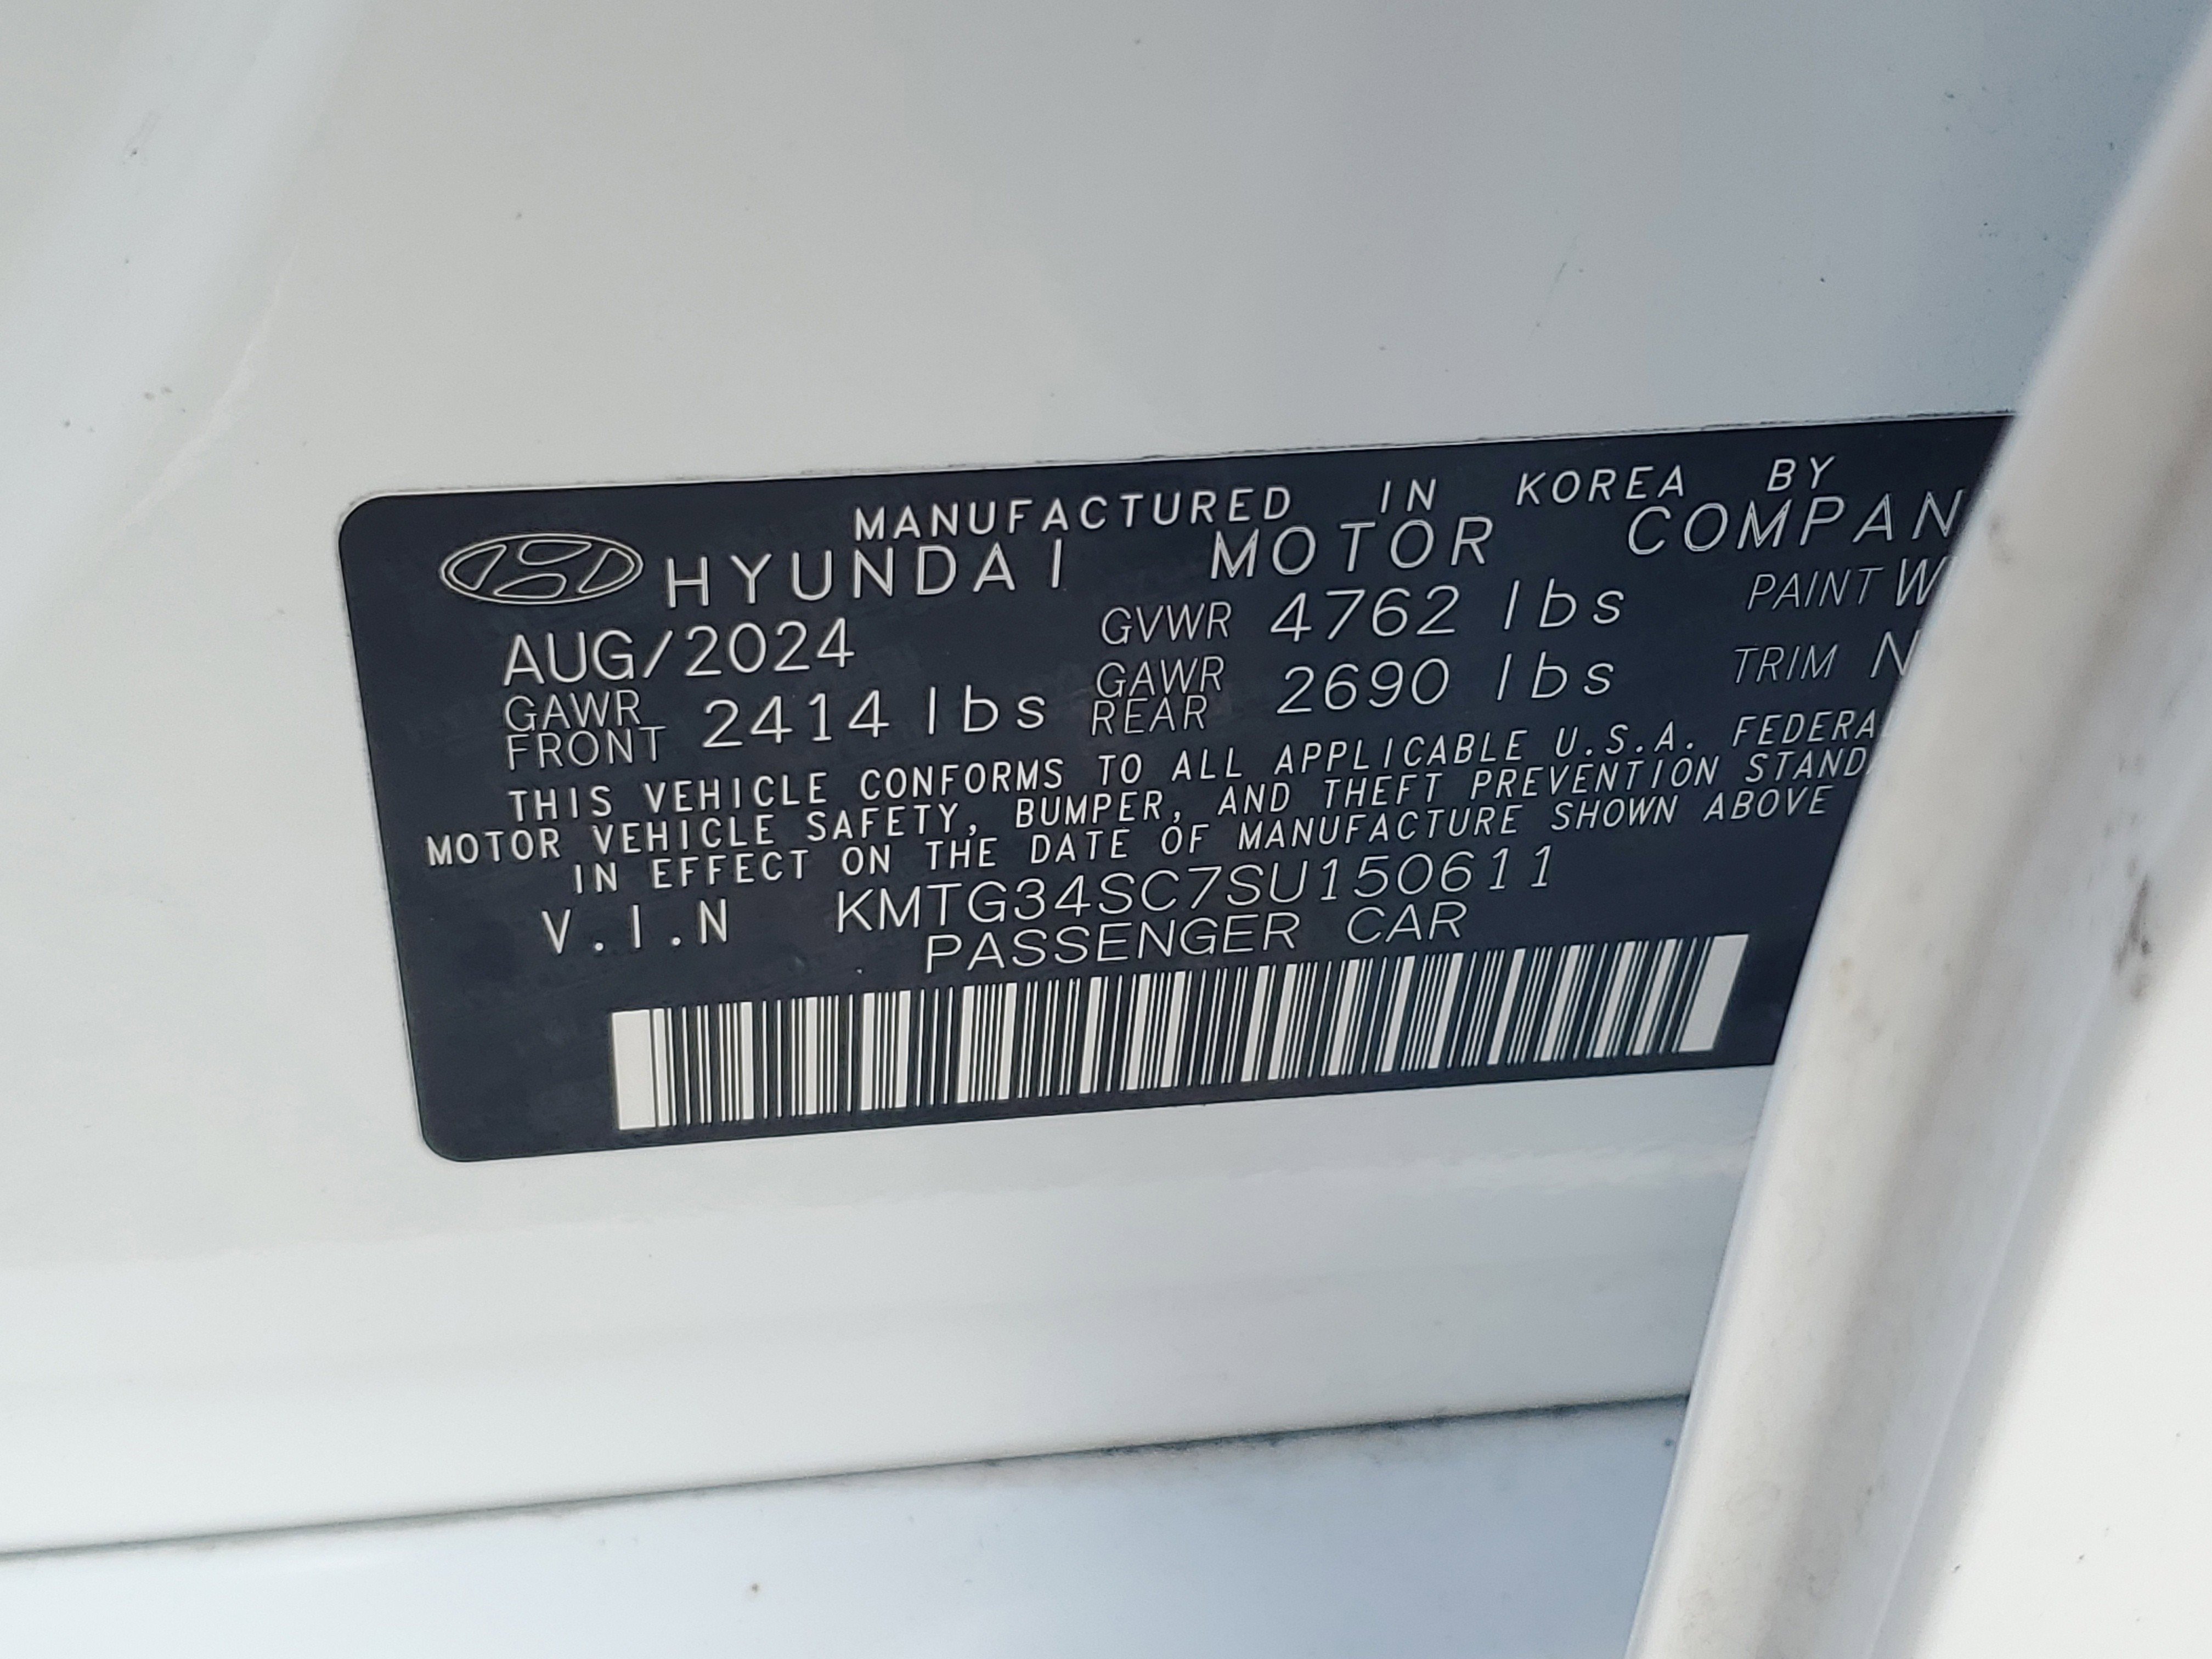 MANUFACTURED IN KOREA BY
HYUNDAI MOTOR COMPAN
AUG/2024 GVWR 4762 lbs PAINT W
GAWR FRONT 2414 lbs GAWR REAR 2690 lbs TRIM N
THIS VEHICLE CONFORMS TO ALL APPLICABLE U.S.A. FEDERA
MOTOR VEHICLE SAFETY, BUMPER, AND THEFT PREVENTION STAND
IN EFFECT ON THE DATE OF MANUFACTURE SHOWN ABOVE
V.I.N KMTG34SC7SU150611
PASSENGER CAR